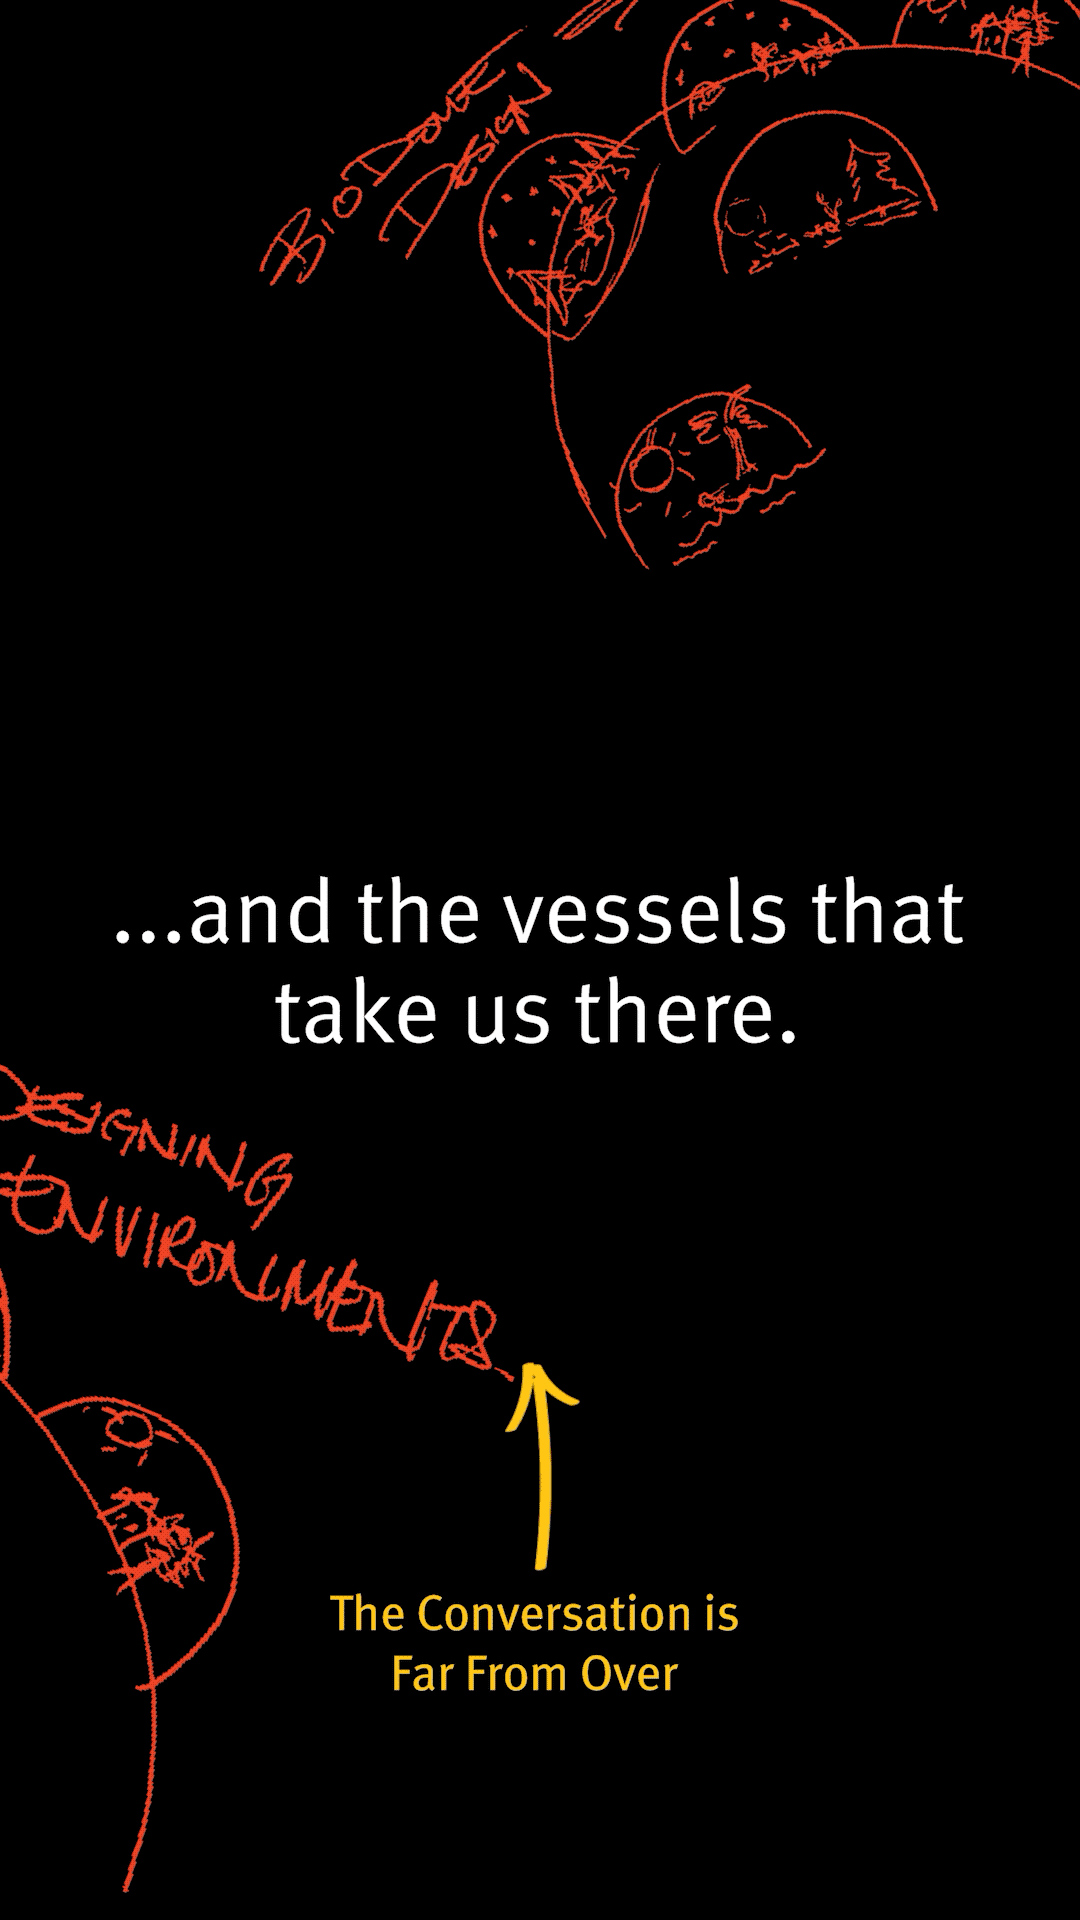 BIODOME
DESIGN
...and the vessels that
take us there.
DESIGNING
ENVIRONMENTS
The Conversation is
Far From Over